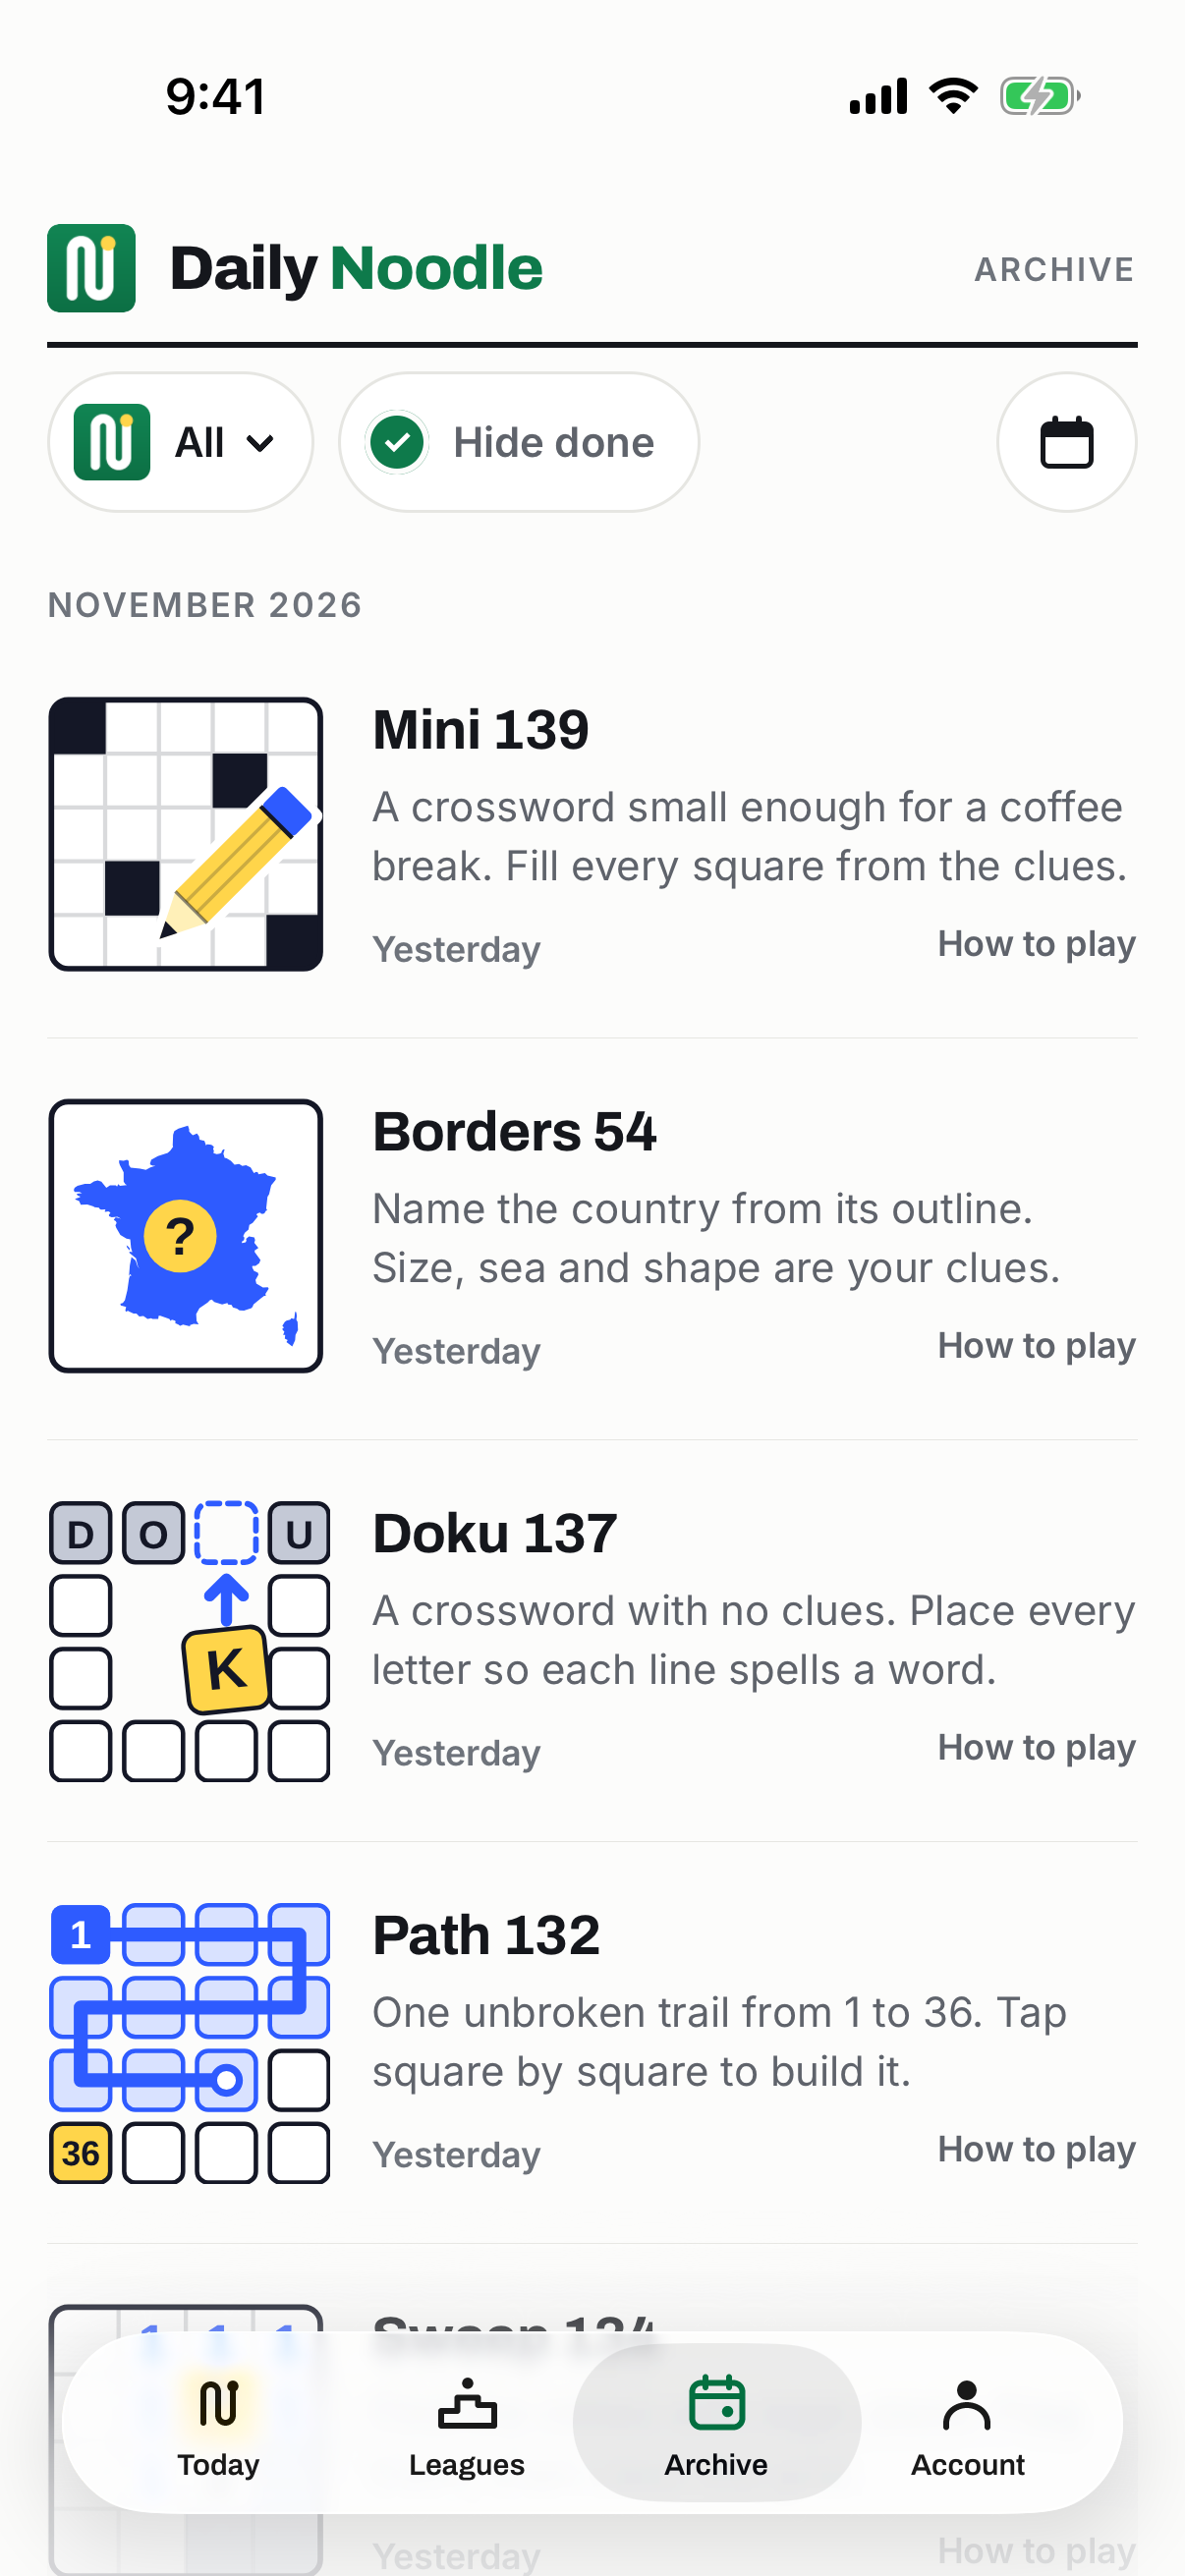 9:41
Daily Noodle
ARCHIVE
All
Hide done
NOVEMBER 2026
Mini 139
A crossword small enough for a coffee
break. Fill every square from the clues.
Yesterday
How to play
?
Borders 54
Name the country from its outline.
Size, sea and shape are your clues.
Yesterday
How to play
D O U
K
Doku 137
A crossword with no clues. Place every
letter so each line spells a word.
Yesterday
How to play
1
36
Path 132
One unbroken trail from 1 to 36. Tap
square by square to build it.
Yesterday
How to play
1 1 1
Today
Leagues
Archive
Account
Yesterday
How to play